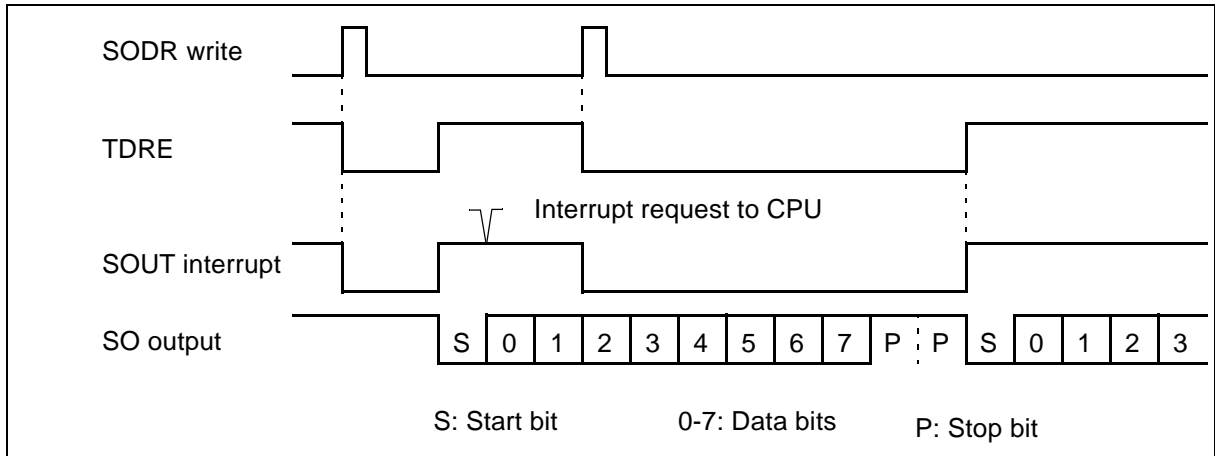 SODR write
TDRE
Interrupt request to CPU
SOUT interrupt
SO output S 0 1 2 3 4 5 6 7 P P S 0 1 2 3
S: Start bit 0-7: Data bits P: Stop bit